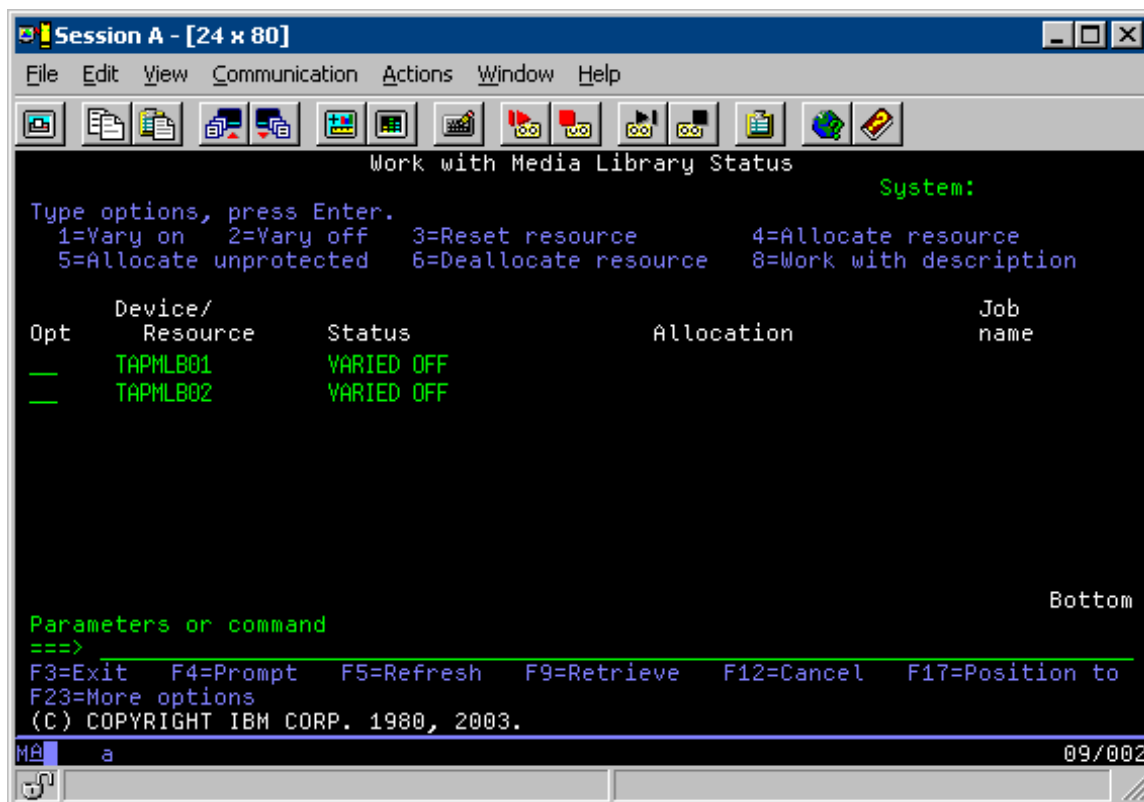 Session A - [24 x 80]
File Edit View Communication Actions Window Help
Work with Media Library Status
System:
Type options, press Enter.
1=Vary on 2=Vary off 3=Reset resource 4=Allocate resource
5=Allocate unprotected 6=Deallocate resource 8=Work with description
Device/ Job
Opt Resource Status Allocation name
__ TAPMLB01 VARIED OFF
__ TAPMLB02 VARIED OFF
Bottom
Parameters or command
===>
F3=Exit F4=Prompt F5=Refresh F9=Retrieve F12=Cancel F17=Position to
F23=More options
(C) COPYRIGHT IBM CORP. 1980, 2003.
MA a 09/002